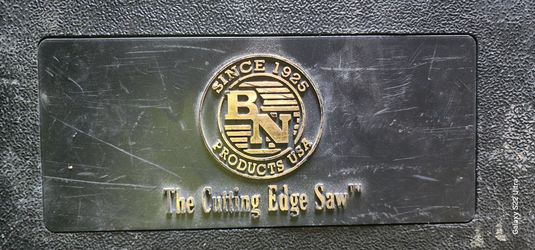 SINCE 1925
BN
PRODUCTS USA
The Cutting Edge Saw™
Galaxy S22 Ultra